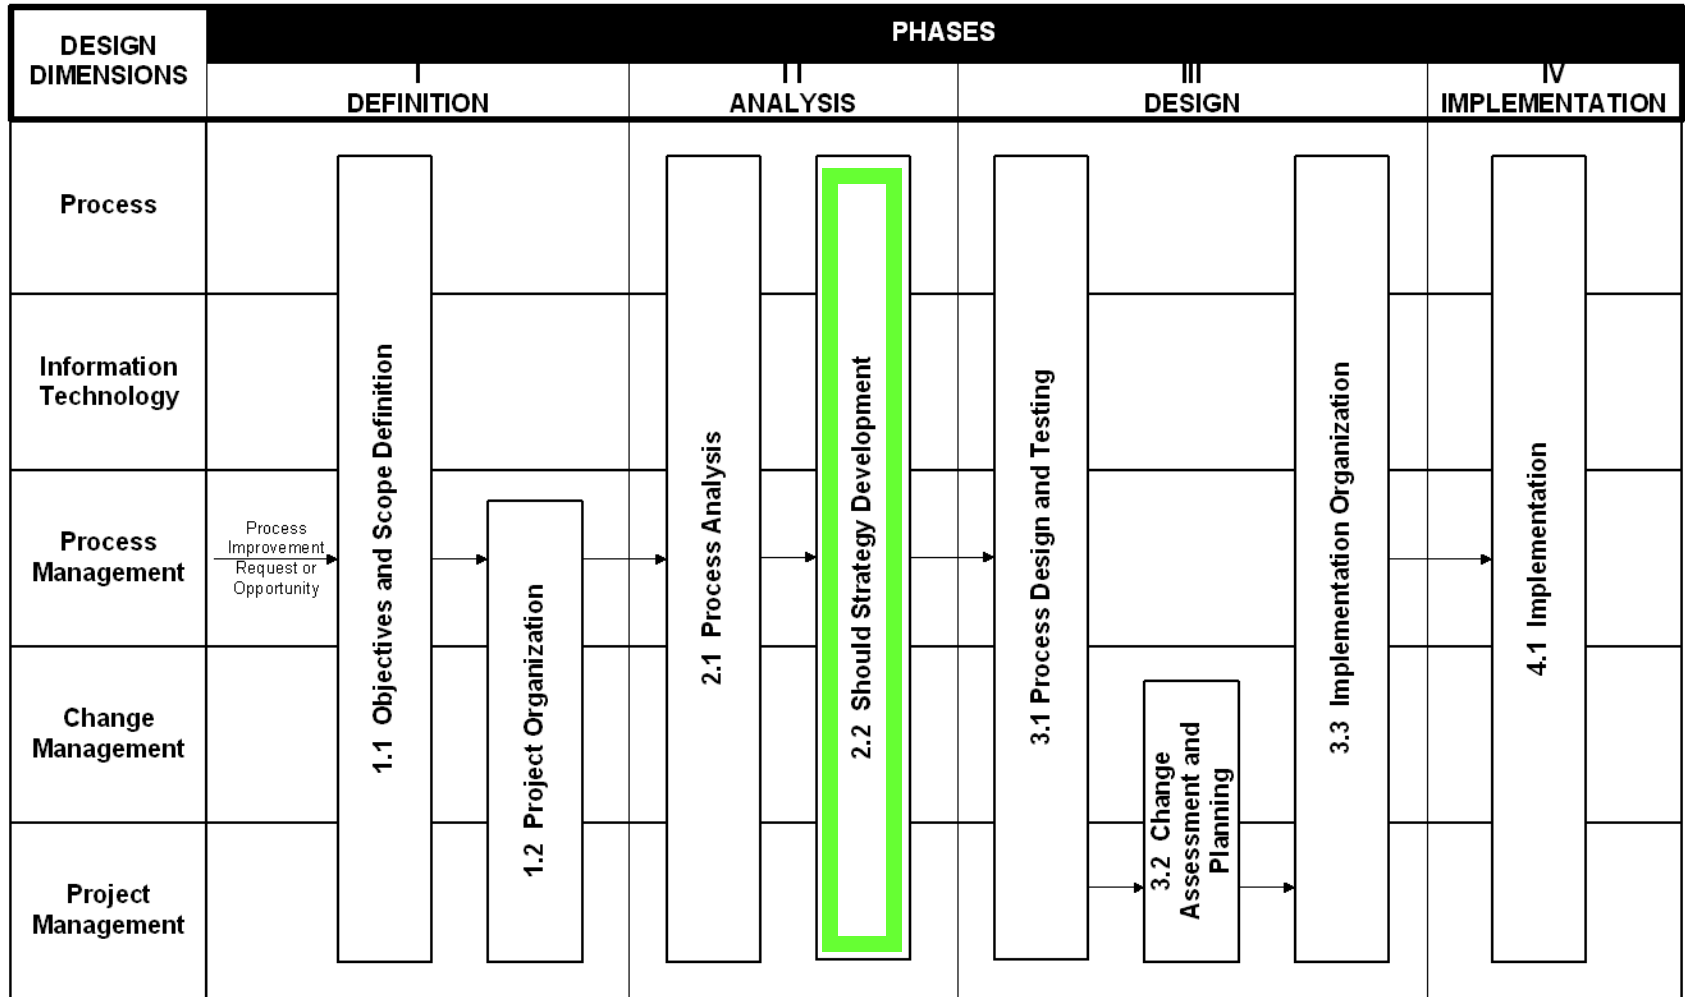 DESIGN
DIMENSIONS
PHASES
I
DEFINITION
II
ANALYSIS
III
DESIGN
IV
IMPLEMENTATION
Process
Information
Technology
Process
Management
Change
Management
Project
Management
Process
Improvement
Request or
Opportunity
1.1 Objectives and Scope Definition
1.2 Project Organization
2.1 Process Analysis
2.2 Should Strategy Development
3.1 Process Design and Testing
3.2 Change
Assessment and
Planning
3.3 Implementation Organization
4.1 Implementation